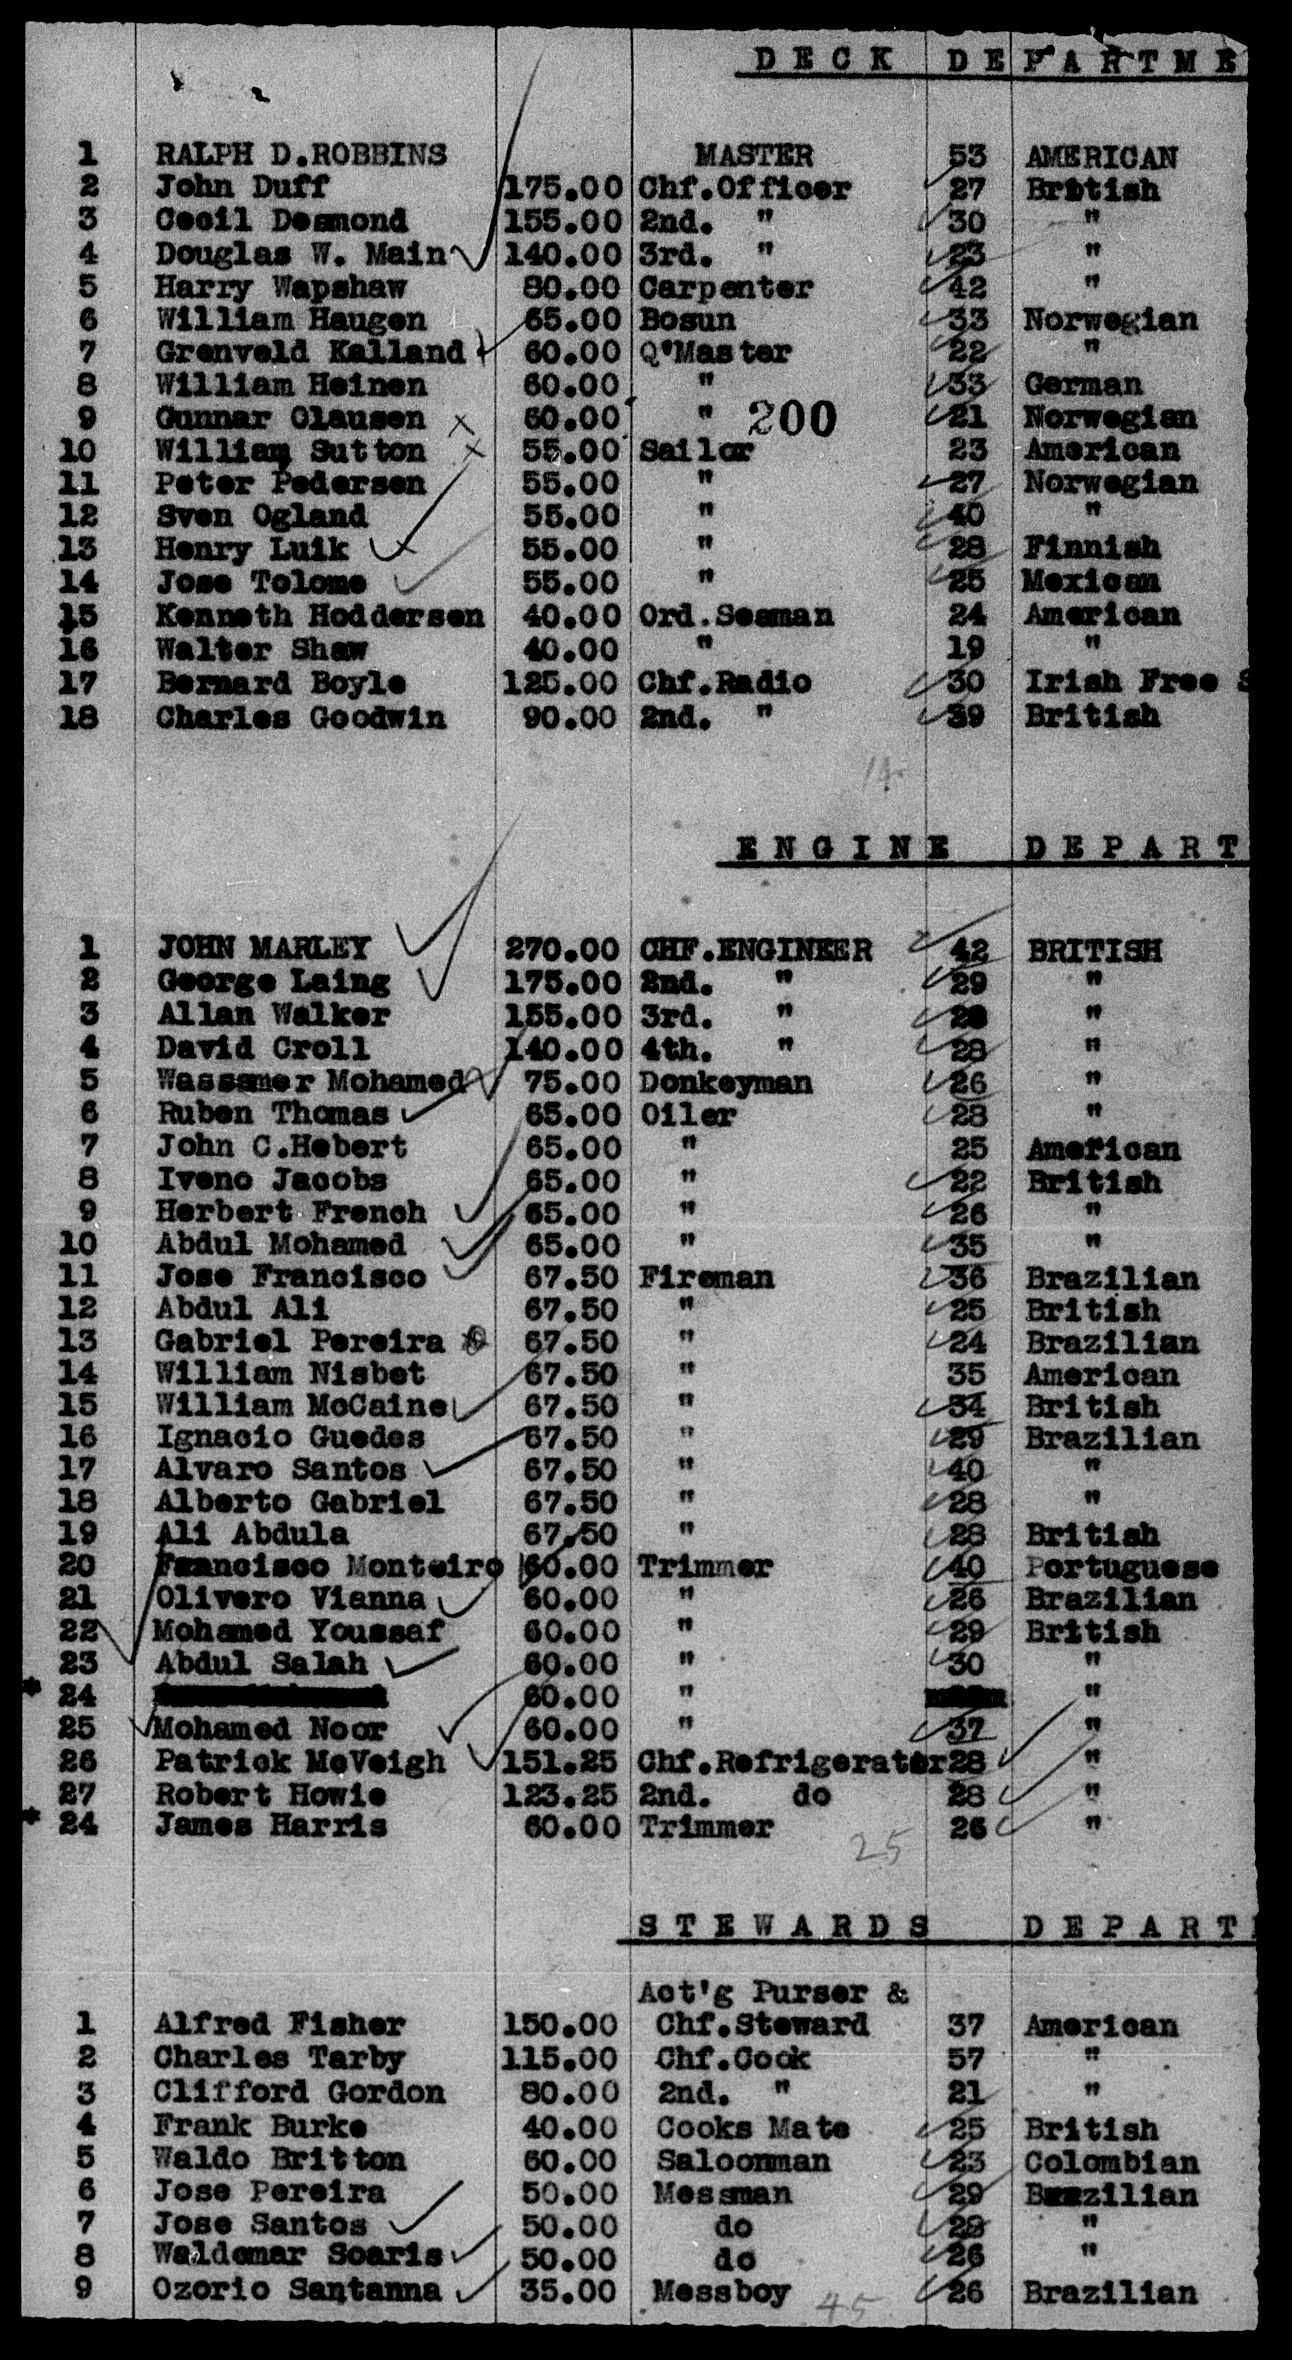 DECK DEPARTME
1 RALPH D.ROBBINS MASTER 53 AMERICAN
2 John Duff 175.00 Chf.Officer 27 British
3 Cecil Desmond 155.00 2nd. " 30 "
4 Douglas W. Main 140.00 3rd. " 23 "
5 Harry Wapshaw 80.00 Carpenter 42 "
6 William Haugen 65.00 Bosun 33 Norwegian
7 Grenveld Kalland 60.00 Q'Master 22 "
8 William Heinen 60.00 " 33 German
9 Gunnar Olausen 60.00 " 200 21 Norwegian
10 William Sutton 55.00 Sailor 23 American
11 Peter Pedersen 55.00 " 27 Norwegian
12 Sven Ogland 55.00 " 40 "
13 Henry Luik 55.00 " 28 Finnish
14 Jose Tolome 55.00 " 25 Mexican
15 Kenneth Hoddersen 40.00 Ord.Seaman 24 American
16 Walter Shaw 40.00 " 19 "
17 Bernard Boyle 125.00 Chf.Radio 30 Irish Free S
18 Charles Goodwin 90.00 2nd. " 39 British
14
ENGINE DEPART
1 JOHN MARLEY 270.00 CHF.ENGINEER 42 BRITISH
2 George Laing 175.00 2nd. " 29 "
3 Allan Walker 155.00 3rd. " 28 "
4 David Croll 140.00 4th. " 28 "
5 Wassamer Mohamed 75.00 Donkeyman 26 "
6 Ruben Thomas 65.00 Oiler 28 "
7 John C.Hebert 65.00 " 25 American
8 Iveno Jacobs 65.00 " 22 British
9 Herbert French 65.00 " 26 "
10 Abdul Mohamed 65.00 " 35 "
11 Jose Francisco 67.50 Fireman 36 Brazilian
12 Abdul Ali 67.50 " 25 British
13 Gabriel Pereira 67.50 " 24 Brazilian
14 William Nisbet 67.50 " 35 American
15 William McCaine 67.50 " 34 British
16 Ignacio Guedes 67.50 " 29 Brazilian
17 Alvaro Santos 67.50 " 40 "
18 Alberto Gabriel 67.50 " 28 "
19 Ali Abdula 67.50 " 28 British
20 Francisco Monteiro 60.00 Trimmer 40 Portuguese
21 Olivero Vianna 60.00 " 26 Brazilian
22 Mohamed Youssaf 60.00 " 29 British
23 Abdul Salah 60.00 " 30 "
* 24 60.00 " "
25 Mohamed Noor 60.00 " 37 "
26 Patrick McVeigh 151.25 Chf.Refrigerater 28 "
27 Robert Howie 123.25 2nd. do 28 "
* 24 James Harris 60.00 Trimmer 26 "
25
STEWARDS DEPART
Act'g Purser &
1 Alfred Fisher 150.00 Chf.Steward 37 American
2 Charles Tarby 115.00 Chf.Cook 57 "
3 Clifford Gordon 80.00 2nd. " 21 "
4 Frank Burke 40.00 Cooks Mate 25 British
5 Waldo Britton 60.00 Saloonman 23 Colombian
6 Jose Pereira 50.00 Messman 29 Brazilian
7 Jose Santos 50.00 do 28 "
8 Waldemar Soaris 50.00 do 26 "
9 Ozorio Santanna 35.00 Messboy 26 Brazilian
45